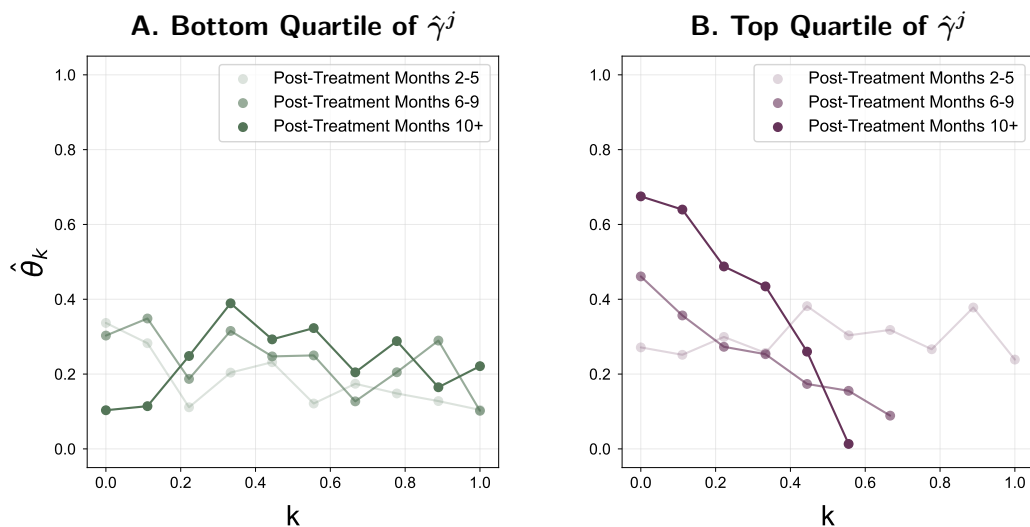 A. Bottom Quartile of γ̂ʲ
B. Top Quartile of γ̂ʲ
Post-Treatment Months 2-5
Post-Treatment Months 6-9
Post-Treatment Months 10+
Post-Treatment Months 2-5
Post-Treatment Months 6-9
Post-Treatment Months 10+
1.0
0.8
0.6
0.4
0.2
0.0
1.0
0.8
0.6
0.4
0.2
0.0
θ̂ₖ
0.0 0.2 0.4 0.6 0.8 1.0
0.0 0.2 0.4 0.6 0.8 1.0
k
k